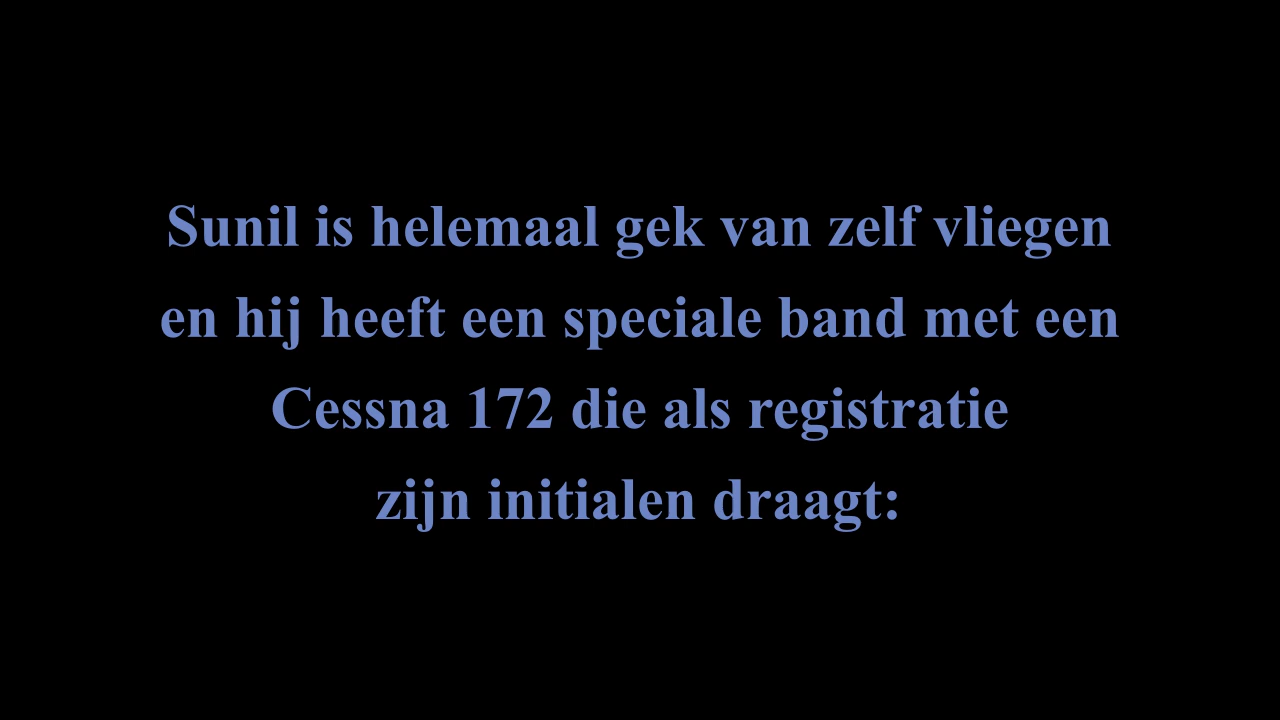 Sunil is helemaal gek van zelf vliegen
en hij heeft een speciale band met een
Cessna 172 die als registratie
zijn initialen draagt: